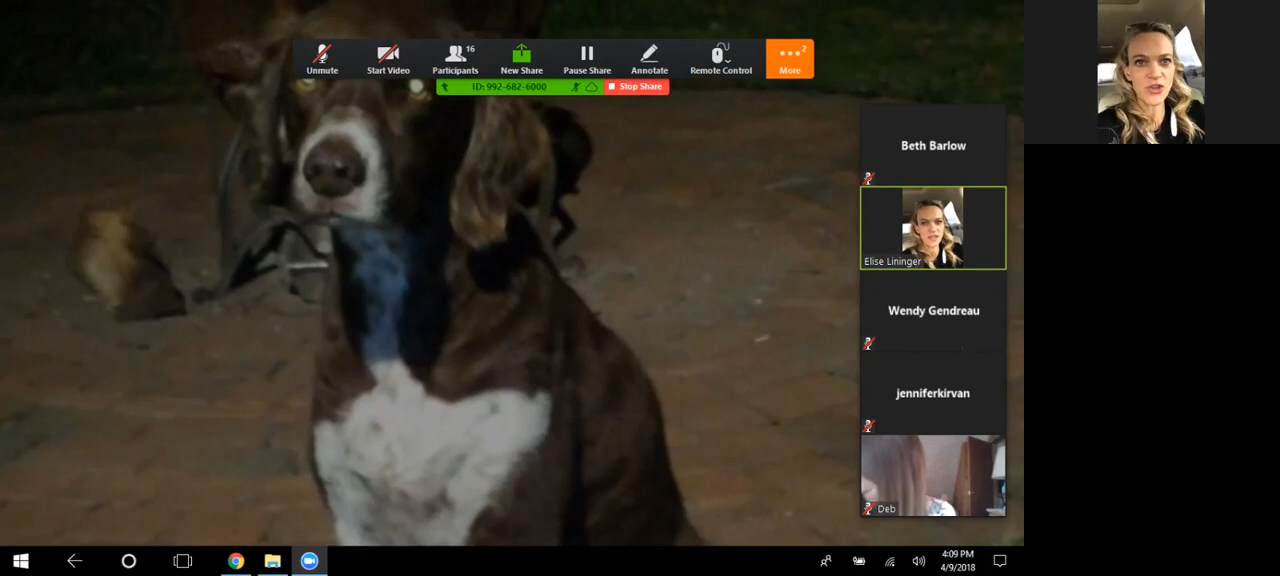 16
2
Unmute
Start Video
Participants
New Share
Pause Share
Annotate
Remote Control
More
ID: 992-682-6000
Stop Share
Beth Barlow
Elise Lininger
Wendy Gendreau
jenniferkirvan
Deb
4:09 PM
4/9/2018